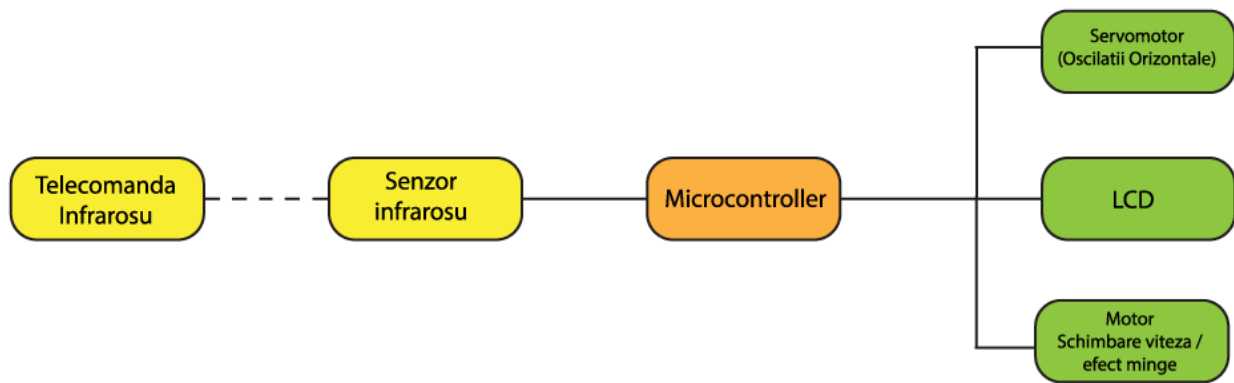 Telecomanda
Infrarosu
Senzor
infrarosu
Microcontroller
Servomotor
(Oscilatii Orizontale)
LCD
Motor
Schimbare viteza /
efect minge